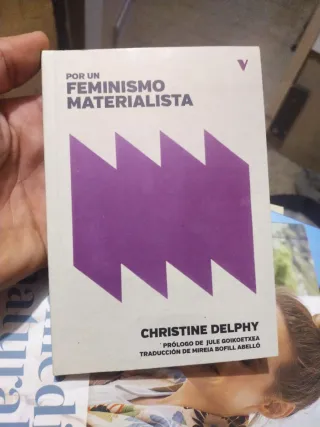 V
POR UN
FEMINISMO
MATERIALISTA
CHRISTINE DELPHY
PRÓLOGO DE JULE GOIKOETXEA
TRADUCCIÓN DE MIREIA BOFILL ABELLÓ